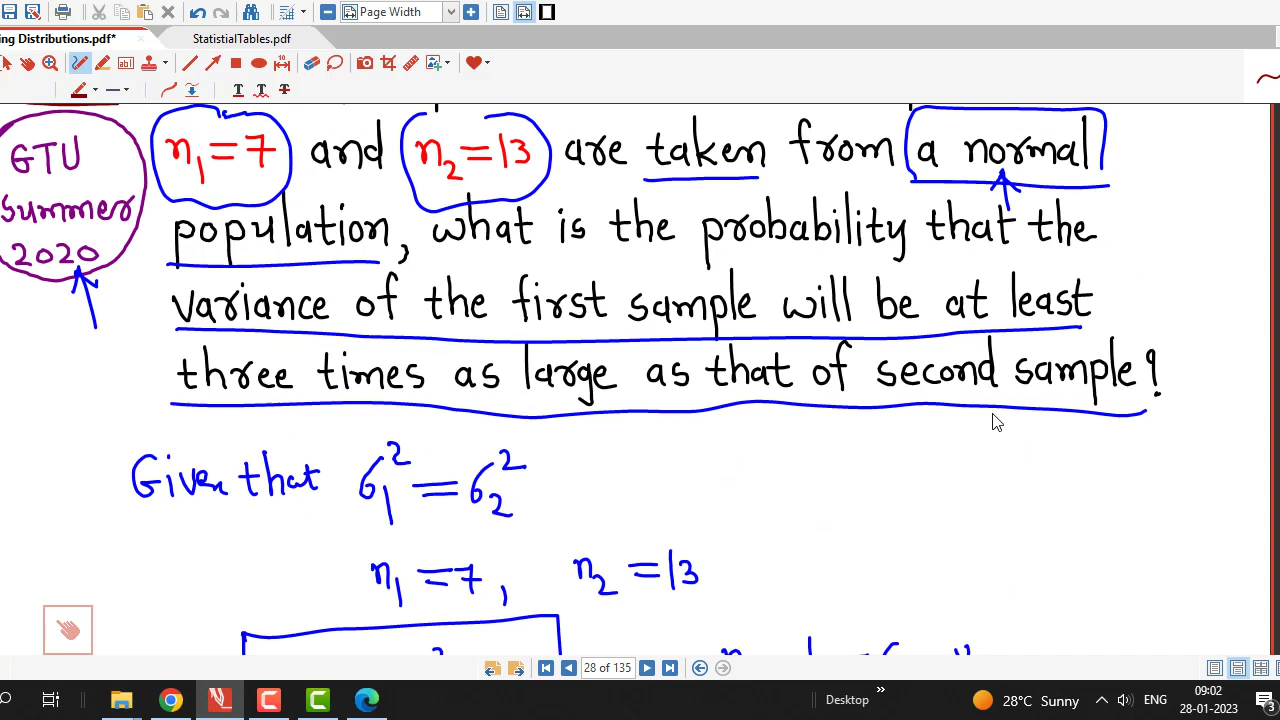 Page Width
ing Distributions.pdf*
StatistialTables.pdf
GTU
Summer
2020
n₁=7 and n₂=13 are taken from a normal
population, what is the probability that the
variance of the first sample will be at least
three times as large as that of second sample?
Given that σ₁² = σ₂²
n₁ = 7, n₂ = 13
28 of 135
Desktop
28°C Sunny
ENG
09:02
28-01-2023
3